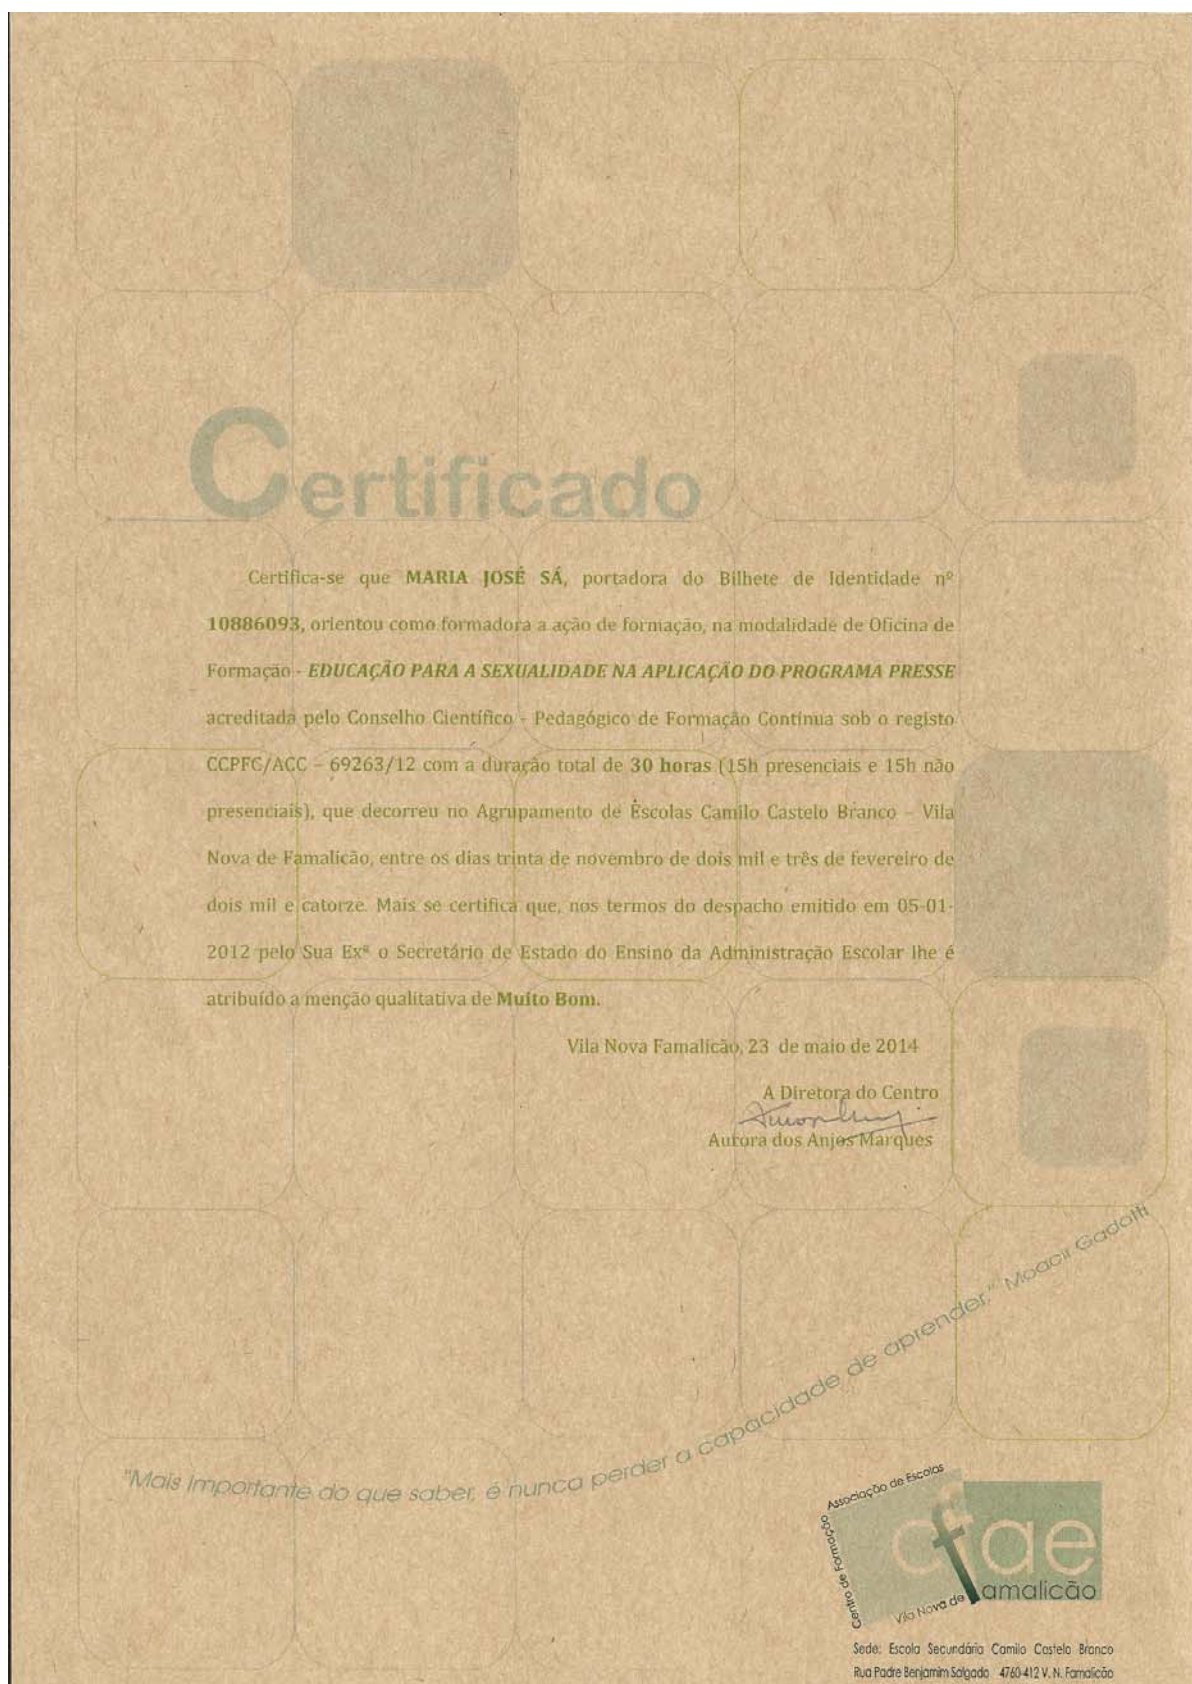 Certificado
Certifica-se que MARIA JOSÉ SÁ, portadora do Bilhete de Identidade nº
10886093, orientou como formadora a ação de formação, na modalidade de Oficina de
Formação - EDUCAÇÃO PARA A SEXUALIDADE NA APLICAÇÃO DO PROGRAMA PRESSE
acreditada pelo Conselho Científico - Pedagógico de Formação Contínua sob o registo
CCPFC/ACC – 69263/12 com a duração total de 30 horas (15h presenciais e 15h não
presenciais), que decorreu no Agrupamento de Escolas Camilo Castelo Branco – Vila
Nova de Famalicão, entre os dias trinta de novembro de dois mil e três de fevereiro de
dois mil e catorze. Mais se certifica que, nos termos do despacho emitido em 05-01-
2012 pelo Sua Exª o Secretário de Estado do Ensino da Administração Escolar lhe é
atribuído a menção qualitativa de Muito Bom.
Vila Nova Famalicão, 23 de maio de 2014
A Diretora do Centro
Aurora dos Anjos Marques
"Mais importante do que saber, é nunca perder a capacidade de aprender." Moacir Gadotti
Associação de Escolas
Centro de Formação
cfae
Vila Nova de famalicão
Sede: Escola Secundária Camilo Castelo Branco
Rua Padre Benjamim Salgado 4760-412 V. N. Famalicão